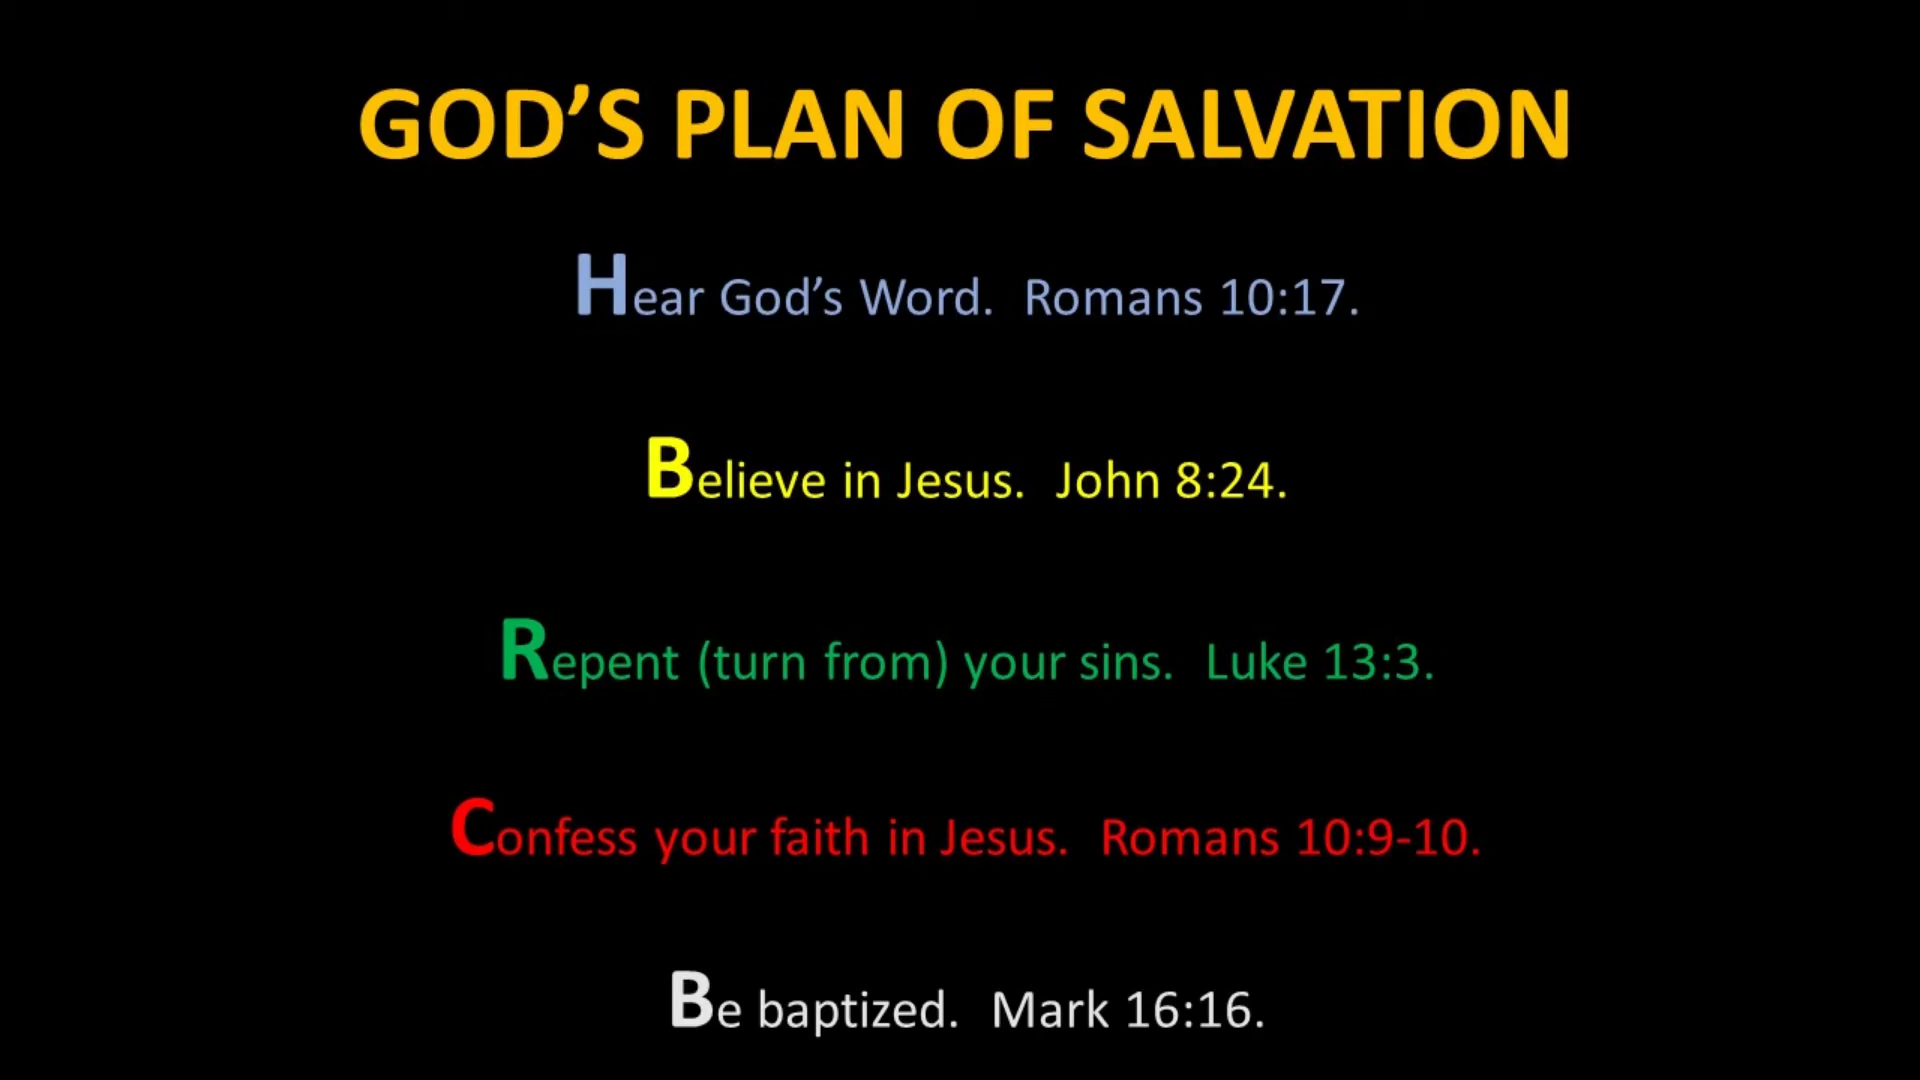 GOD’S PLAN OF SALVATION
Hear God’s Word.  Romans 10:17.
Believe in Jesus.  John 8:24.
Repent (turn from) your sins.  Luke 13:3.
Confess your faith in Jesus.  Romans 10:9-10.
Be baptized.  Mark 16:16.